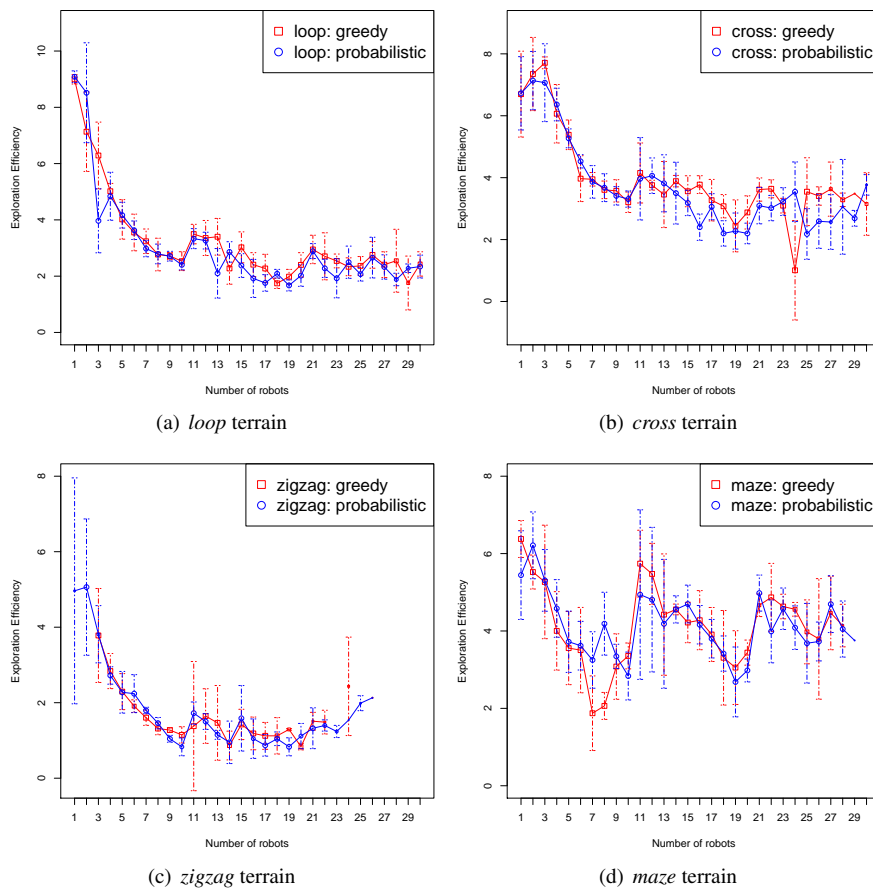 loop: greedy
loop: probabilistic
Exploration Efficiency
10
8
6
4
2
0
1 3 5 7 9 11 13 15 17 19 21 23 25 27 29
Number of robots
(a) loop terrain
cross: greedy
cross: probabilistic
Exploration Efficiency
8
6
4
2
0
1 3 5 7 9 11 13 15 17 19 21 23 25 27 29
Number of robots
(b) cross terrain
zigzag: greedy
zigzag: probabilistic
Exploration Efficiency
8
6
4
2
0
1 3 5 7 9 11 13 15 17 19 21 23 25 27 29
Number of robots
(c) zigzag terrain
maze: greedy
maze: probabilistic
Exploration Efficiency
8
6
4
2
0
1 3 5 7 9 11 13 15 17 19 21 23 25 27 29
Number of robots
(d) maze terrain